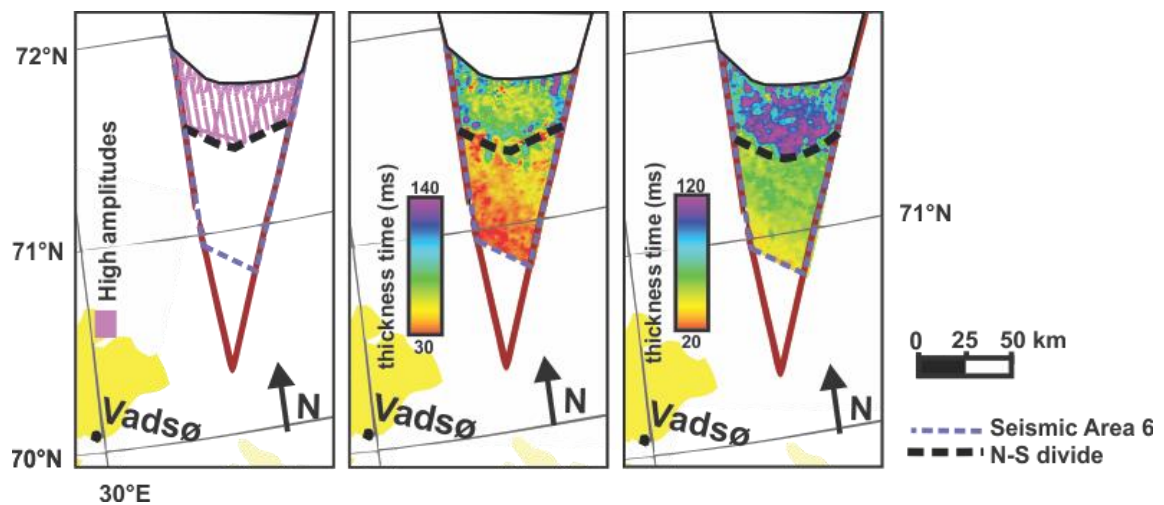 72°N
71°N
70°N
30°E
High amplitudes
Vadsø
N
thickness time (ms)
140
30
Vadsø
N
thickness time (ms)
120
20
Vadsø
N
71°N
0 25 50 km
Seismic Area 6
N-S divide